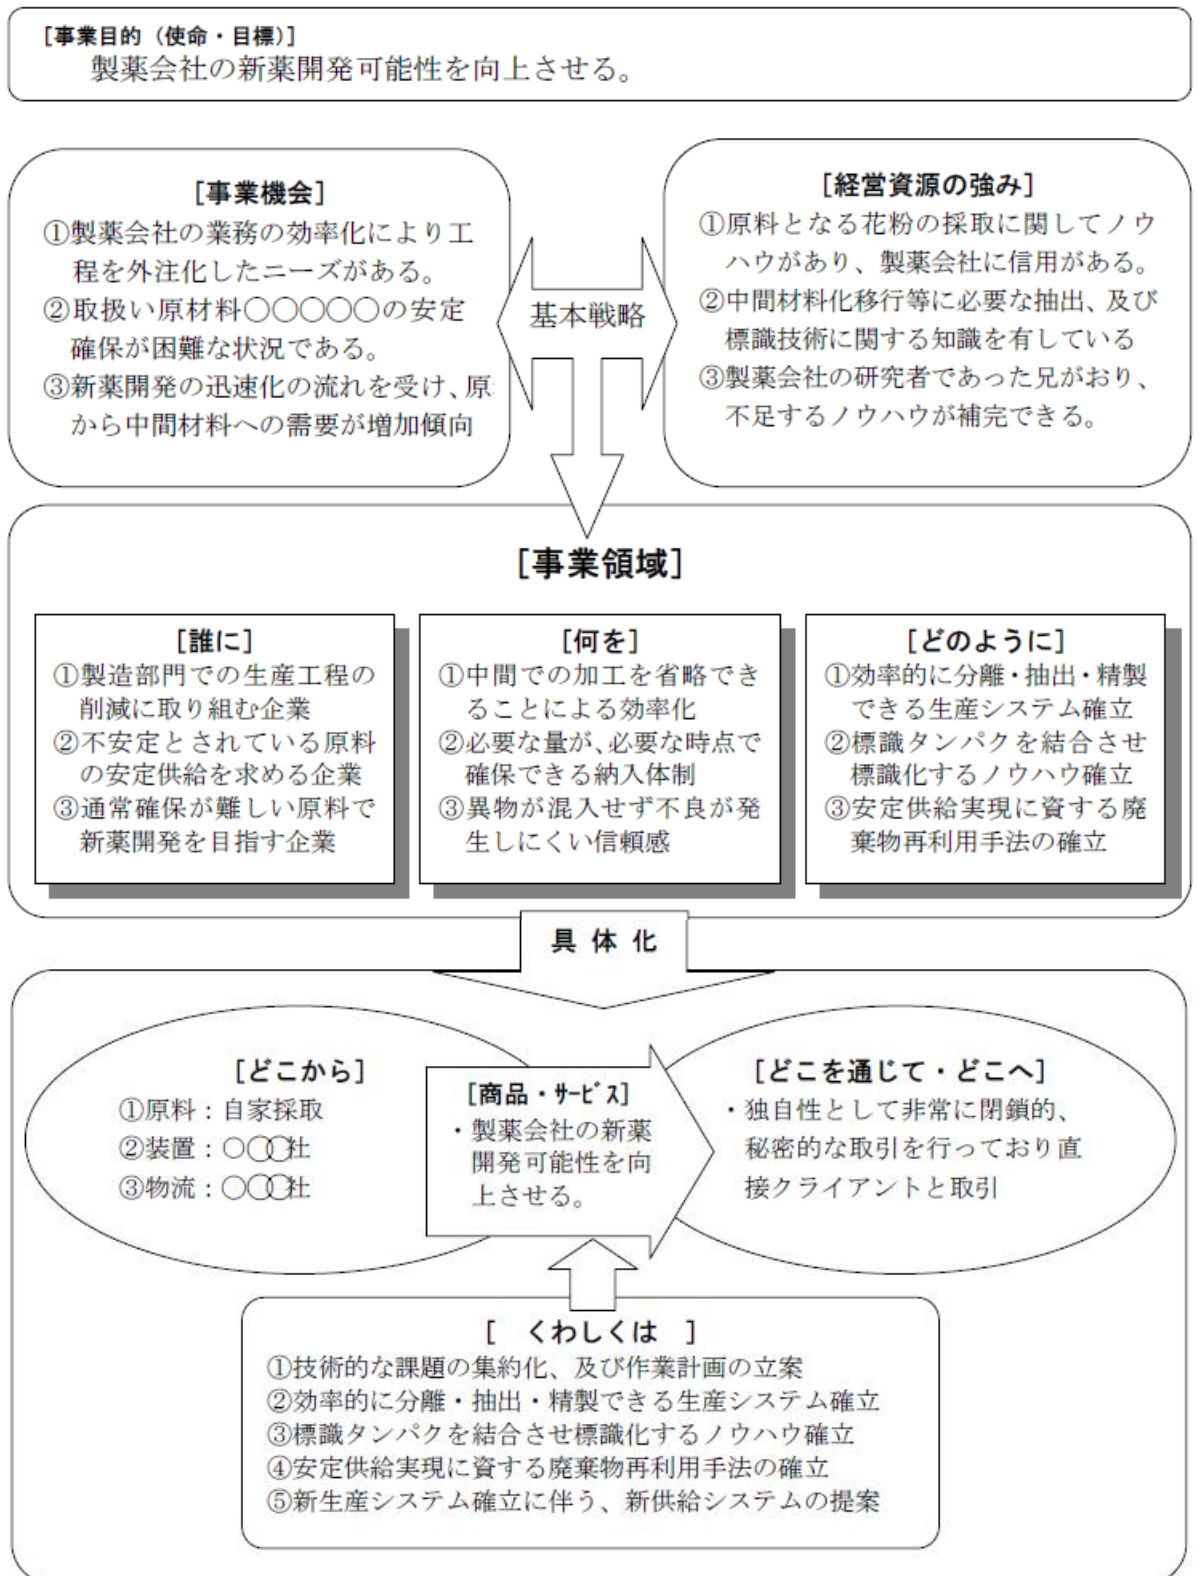 [事業目的（使命・目標）]
製薬会社の新薬開発可能性を向上させる。
[事業機会]
①製薬会社の業務の効率化により工
程を外注化したニーズがある。
②取扱い原材料○○○○○の安定
確保が困難な状況である。
③新薬開発の迅速化の流れを受け、原
から中間材料への需要が増加傾向
基本戦略
[経営資源の強み]
①原料となる花粉の採取に関してノウ
ハウがあり、製薬会社に信用がある。
②中間材料化移行等に必要な抽出、及び
標識技術に関する知識を有している
③製薬会社の研究者であった兄がおり、
不足するノウハウが補完できる。
[事業領域]
[誰に]
①製造部門での生産工程の
削減に取り組む企業
②不安定とされている原料
の安定供給を求める企業
③通常確保が難しい原料で
新薬開発を目指す企業
[何を]
①中間での加工を省略でき
ることによる効率化
②必要な量が、必要な時点で
確保できる納入体制
③異物が混入せず不良が発
生しにくい信頼感
[どのように]
①効率的に分離・抽出・精製
できる生産システム確立
②標識タンパクを結合させ
標識化するノウハウ確立
③安定供給実現に資する廃
棄物再利用手法の確立
具 体 化
[どこから]
①原料：自家採取
②装置：○○○社
③物流：○○○社
[商品・ｻｰﾋﾞｽ]
・製薬会社の新薬
開発可能性を向
上させる。
[どこを通じて・どこへ]
・独自性として非常に閉鎖的、
秘密的な取引を行っており直
接クライアントと取引
[　くわしくは　]
①技術的な課題の集約化、及び作業計画の立案
②効率的に分離・抽出・精製できる生産システム確立
③標識タンパクを結合させ標識化するノウハウ確立
④安定供給実現に資する廃棄物再利用手法の確立
⑤新生産システム確立に伴う、新供給システムの提案